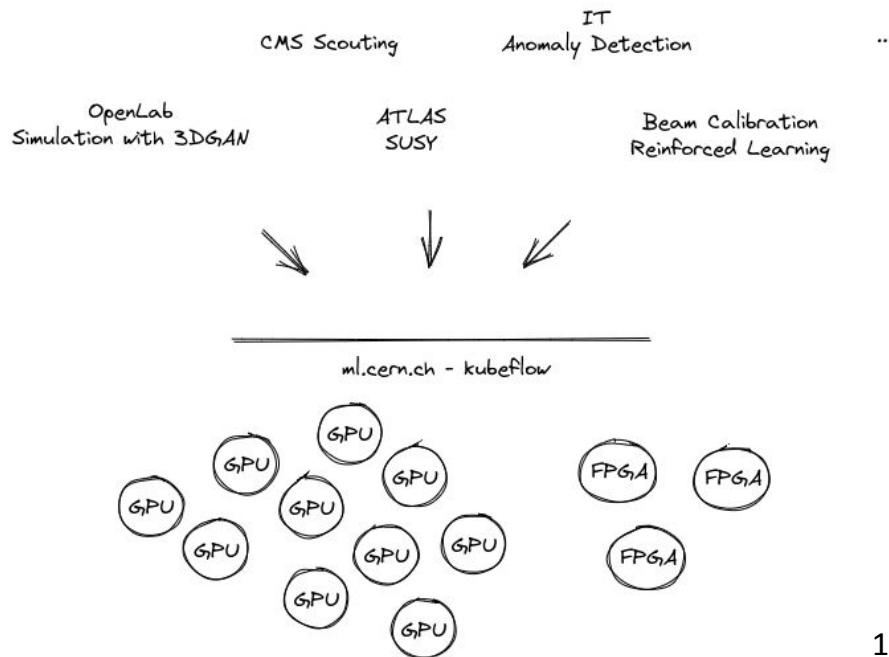 IT
CMS Scouting
Anomaly Detection
..
OpenLab
Simulation with 3DGAN
ATLAS
SUSY
Beam Calibration
Reinforced Learning
ml.cern.ch - kubeflow
GPU
GPU
GPU
GPU
GPU
GPU
GPU
GPU
GPU
GPU
FPGA
FPGA
FPGA
1